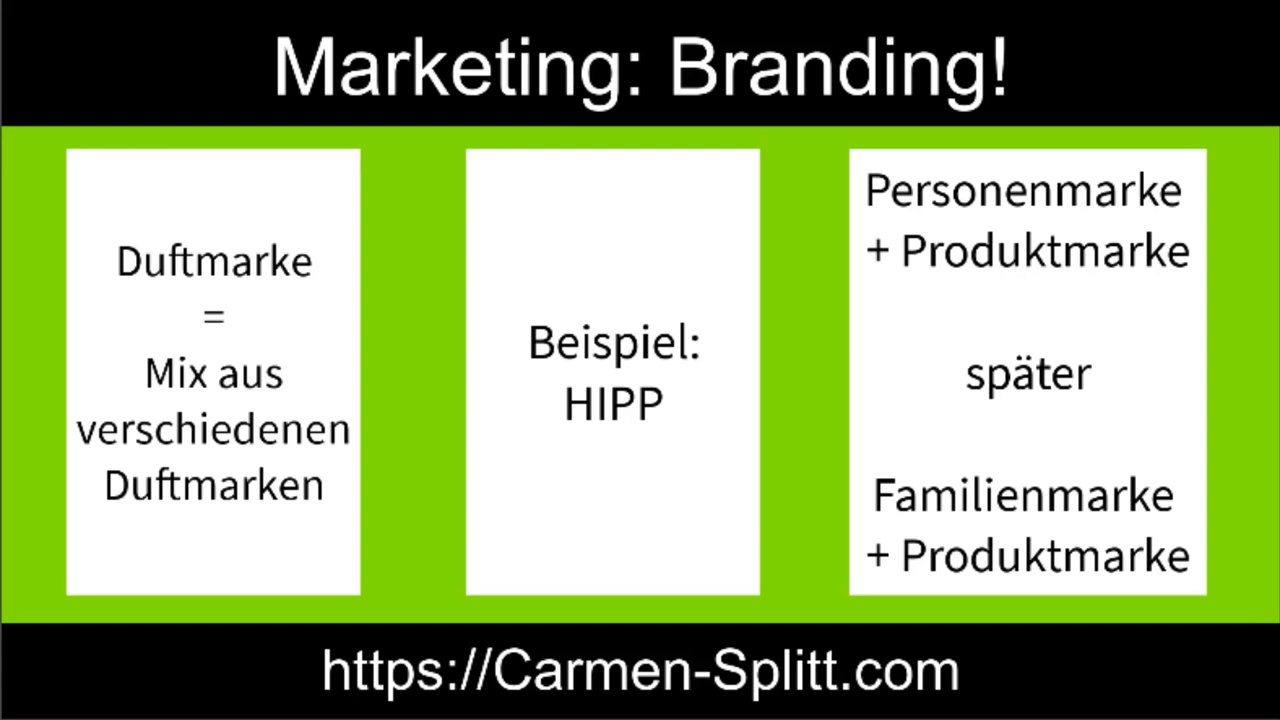 Marketing: Branding!
Duftmarke
=
Mix aus
verschiedenen
Duftmarken
Beispiel:
HIPP
Personenmarke
+ Produktmarke
später
Familienmarke
+ Produktmarke
https://Carmen-Splitt.com